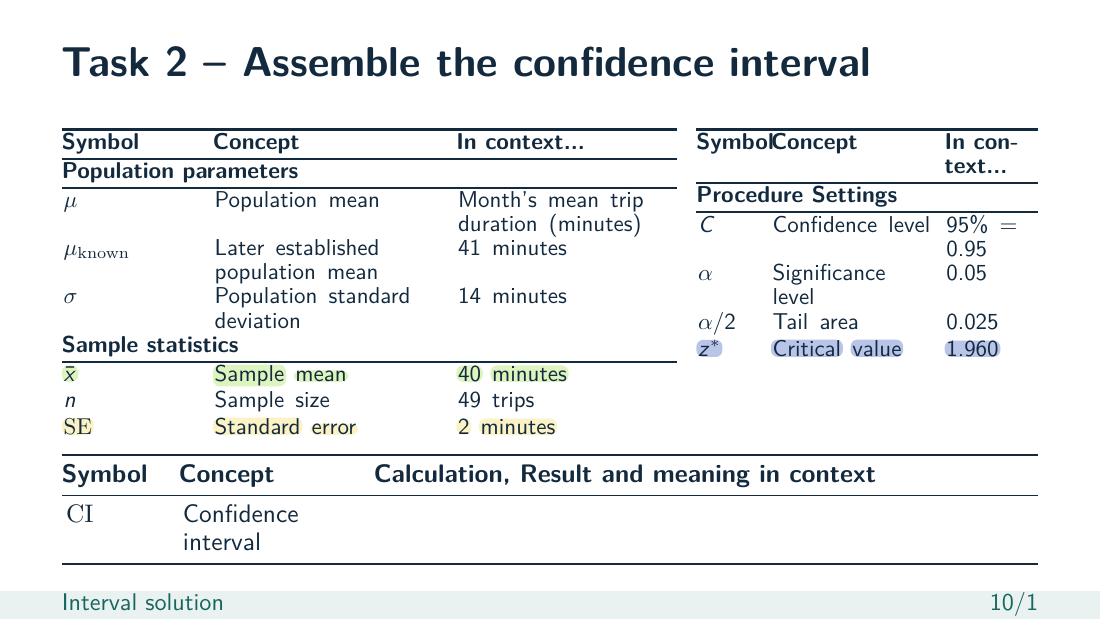 Task 2 – Assemble the confidence interval
Symbol Concept In context...
Population parameters
μ Population mean Month's mean trip
duration (minutes)
μknown Later established 41 minutes
population mean
σ Population standard 14 minutes
deviation
Sample statistics
x̄ Sample mean 40 minutes
n Sample size 49 trips
SE Standard error 2 minutes
Symbol Concept In con-
text...
Procedure Settings
C Confidence level 95% =
0.95
α Significance 0.05
level
α/2 Tail area 0.025
z* Critical value 1.960
Symbol Concept Calculation, Result and meaning in context
CI Confidence
interval
Interval solution 10/1